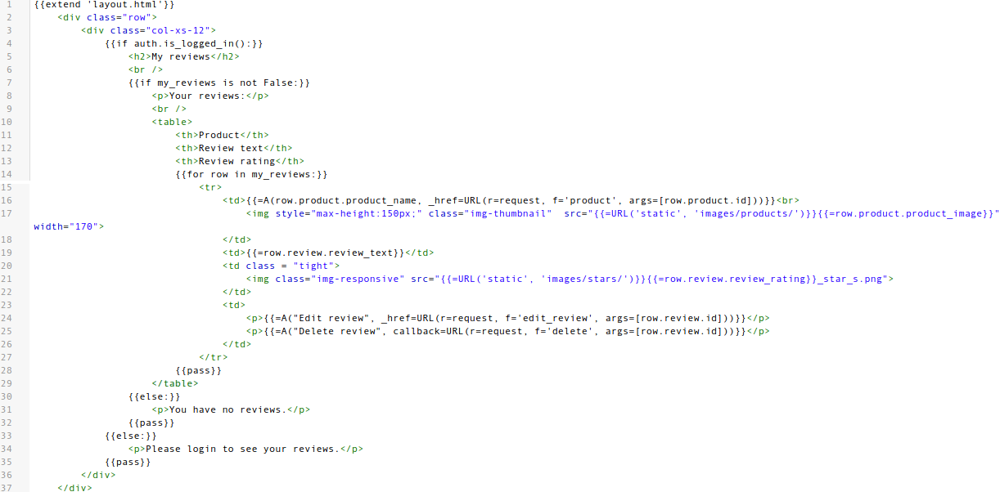 1 {{extend 'layout.html'}}
2     <div class="row">
3         <div class="col-xs-12">
4             {{if auth.is_logged_in():}}
5                 <h2>My reviews</h2>
6                 <br />
7                 {{if my_reviews is not False:}}
8                     <p>Your reviews:</p>
9                     <br />
10                     <table>
11                         <th>Product</th>
12                         <th>Review text</th>
13                         <th>Review rating</th>
14                         {{for row in my_reviews:}}
15                             <tr>
16                                 <td>{{=A(row.product.product_name, _href=URL(r=request, f='product', args=[row.product.id]))}}<br>
17                                     <img style="max-height:150px;" class="img-thumbnail"  src="{{=URL('static', 'images/products/')}}{{=row.product.product_image}}"
width="170">
18                                 </td>
19                                 <td>{{=row.review.review_text}}</td>
20                                 <td class = "tight">
21                                     <img class="img-responsive" src="{{=URL('static', 'images/stars/')}}{{=row.review.review_rating}}_star_s.png">
22                                 </td>
23                                 <td>
24                                     <p>{{=A("Edit review", _href=URL(r=request, f='edit_review', args=[row.review.id]))}}</p>
25                                     <p>{{=A("Delete review", callback=URL(r=request, f='delete', args=[row.review.id]))}}</p>
26                                 </td>
27                             </tr>
28                         {{pass}}
29                     </table>
30                 {{else:}}
31                     <p>You have no reviews.</p>
32                 {{pass}}
33             {{else:}}
34                 <p>Please login to see your reviews.</p>
35             {{pass}}
36         </div>
37     </div>